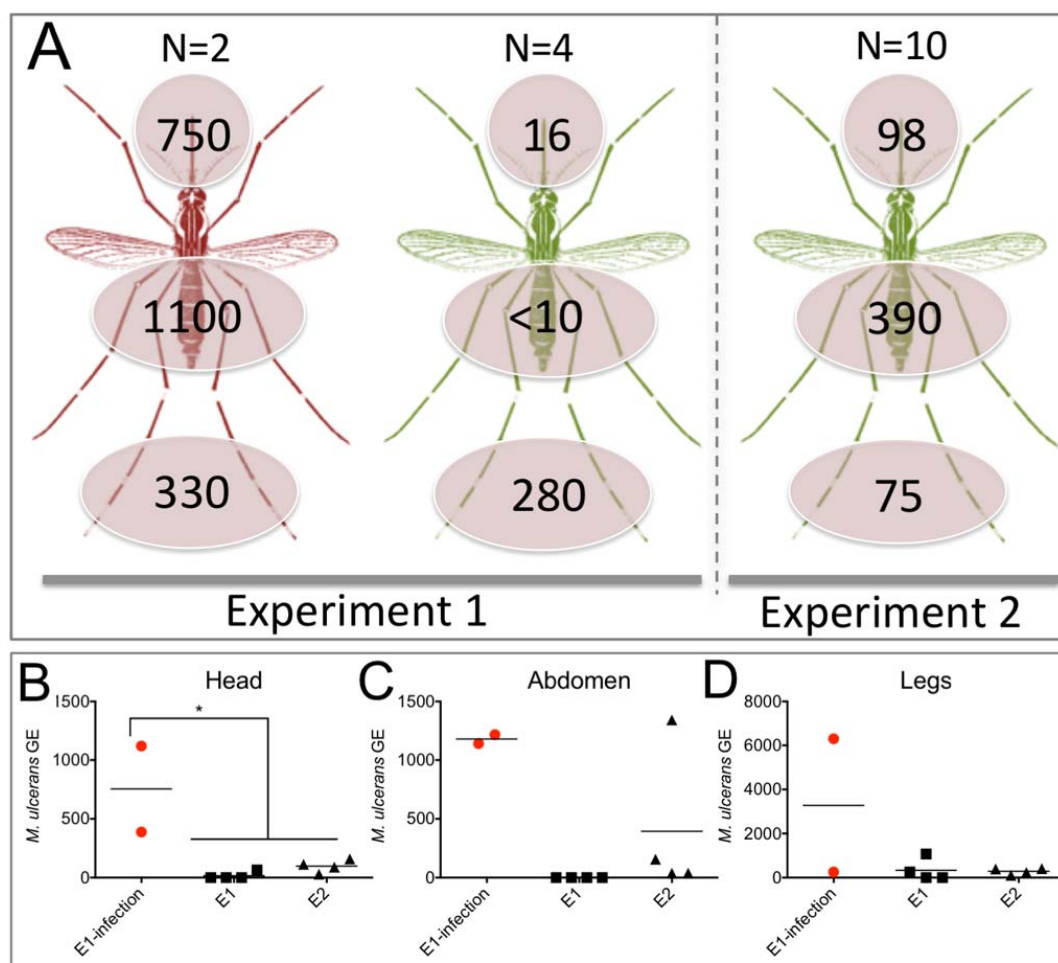 A
N=2
N=4
N=10
750
16
98
1100
<10
390
330
280
75
Experiment 1
Experiment 2
B
Head
1500
1000
500
0
M. ulcerans GE
*
E1-infection
E1
E2
C
Abdomen
1500
1000
500
0
M. ulcerans GE
E1-infection
E1
E2
D
Legs
8000
6000
4000
2000
0
M. ulcerans GE
E1-infection
E1
E2